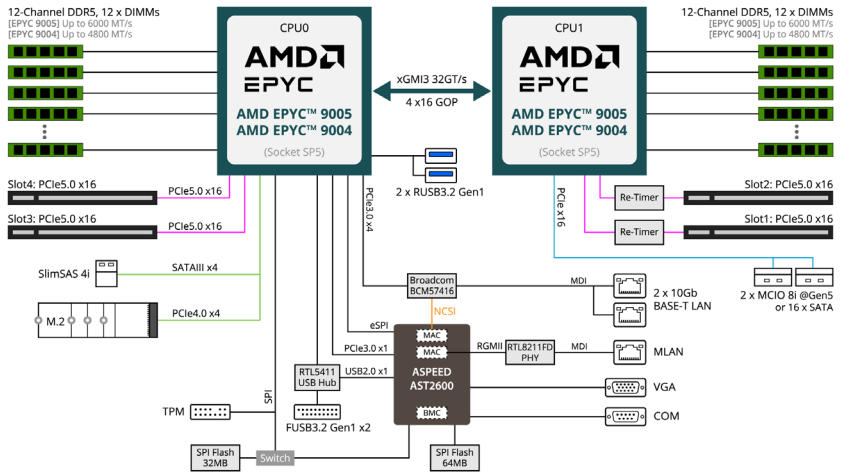 12-Channel DDR5, 12 x DIMMs
[EPYC 9005] Up to 6000 MT/s
[EPYC 9004] Up to 4800 MT/s
CPU0
AMD
EPYC
AMD EPYC™ 9005
AMD EPYC™ 9004
(Socket SP5)
xGMI3 32GT/s
4 x16 GOP
CPU1
AMD
EPYC
AMD EPYC™ 9005
AMD EPYC™ 9004
(Socket SP5)
12-Channel DDR5, 12 x DIMMs
[EPYC 9005] Up to 6000 MT/s
[EPYC 9004] Up to 4800 MT/s
2 x RUSB3.2 Gen1
Slot4: PCIe5.0 x16
PCIe5.0 x16
Slot3: PCIe5.0 x16
PCIe5.0 x16
PCIe3.0 x4
PCIe x16
Re-Timer
Slot2: PCIe5.0 x16
Re-Timer
Slot1: PCIe5.0 x16
SlimSAS 4i
SATAIII x4
M.2
PCIe4.0 x4
Broadcom
BCM57416
MDI
2 x 10Gb
BASE-T LAN
2 x MCIO 8i @Gen5
or 16 x SATA
NCSI
eSPI
MAC
MAC
PCIe3.0 x1
RGMII
RTL8211FD
PHY
MDI
MLAN
ASPEED
AST2600
RTL5411
USB Hub
USB2.0 x1
VGA
SPI
TPM
FUSB3.2 Gen1 x2
BMC
COM
SPI Flash
32MB
Switch
SPI Flash
64MB